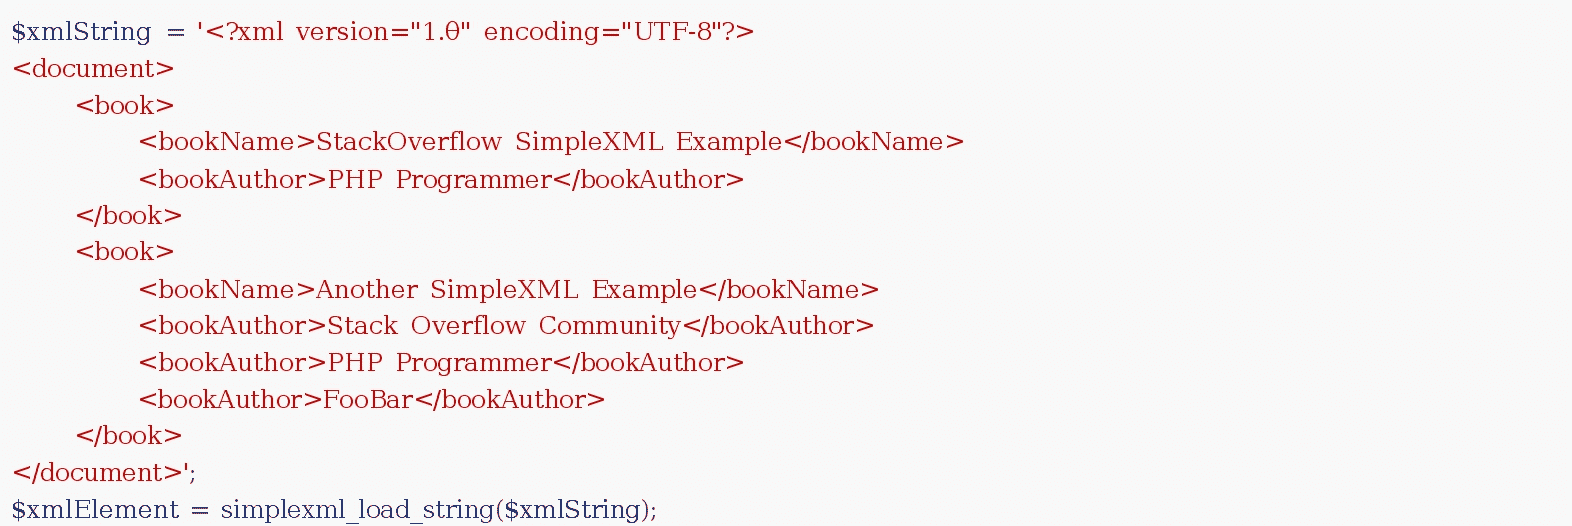 $xmlString = '<?xml version="1.0" encoding="UTF-8"?>
<document>
    <book>
        <bookName>StackOverflow SimpleXML Example</bookName>
        <bookAuthor>PHP Programmer</bookAuthor>
    </book>
    <book>
        <bookName>Another SimpleXML Example</bookName>
        <bookAuthor>Stack Overflow Community</bookAuthor>
        <bookAuthor>PHP Programmer</bookAuthor>
        <bookAuthor>FooBar</bookAuthor>
    </book>
</document>';
$xmlElement = simplexml_load_string($xmlString);